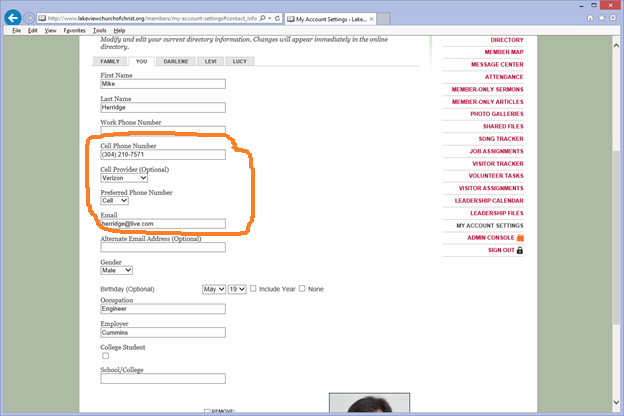 http://www.lakeviewchurchofchrist.org/members/my-account-settings#contact_info
My Account Settings - Lake...
File Edit View Favorites Tools Help
Modify and edit your current directory information. Changes will appear immediately in the online
directory.
FAMILY YOU DARLENE LEVI LUCY
First Name
Mike
Last Name
Herridge
Work Phone Number
Cell Phone Number
(304) 210-7571
Cell Provider (Optional)
Verizon
Preferred Phone Number
Cell
Email
herridge@live.com
Alternate Email Address (Optional)
Gender
Male
Birthday (Optional) May 19 Include Year None
Occupation
Engineer
Employer
Cummins
College Student
School/College
REMOVE:
DIRECTORY
MEMBER MAP
MESSAGE CENTER
ATTENDANCE
MEMBER-ONLY SERMONS
MEMBER-ONLY ARTICLES
PHOTO GALLERIES
SHARED FILES
SONG TRACKER
JOB ASSIGNMENTS
VISITOR TRACKER
VOLUNTEER TASKS
VISITOR ASSIGNMENTS
LEADERSHIP CALENDAR
LEADERSHIP FILES
MY ACCOUNT SETTINGS
ADMIN CONSOLE
SIGN OUT